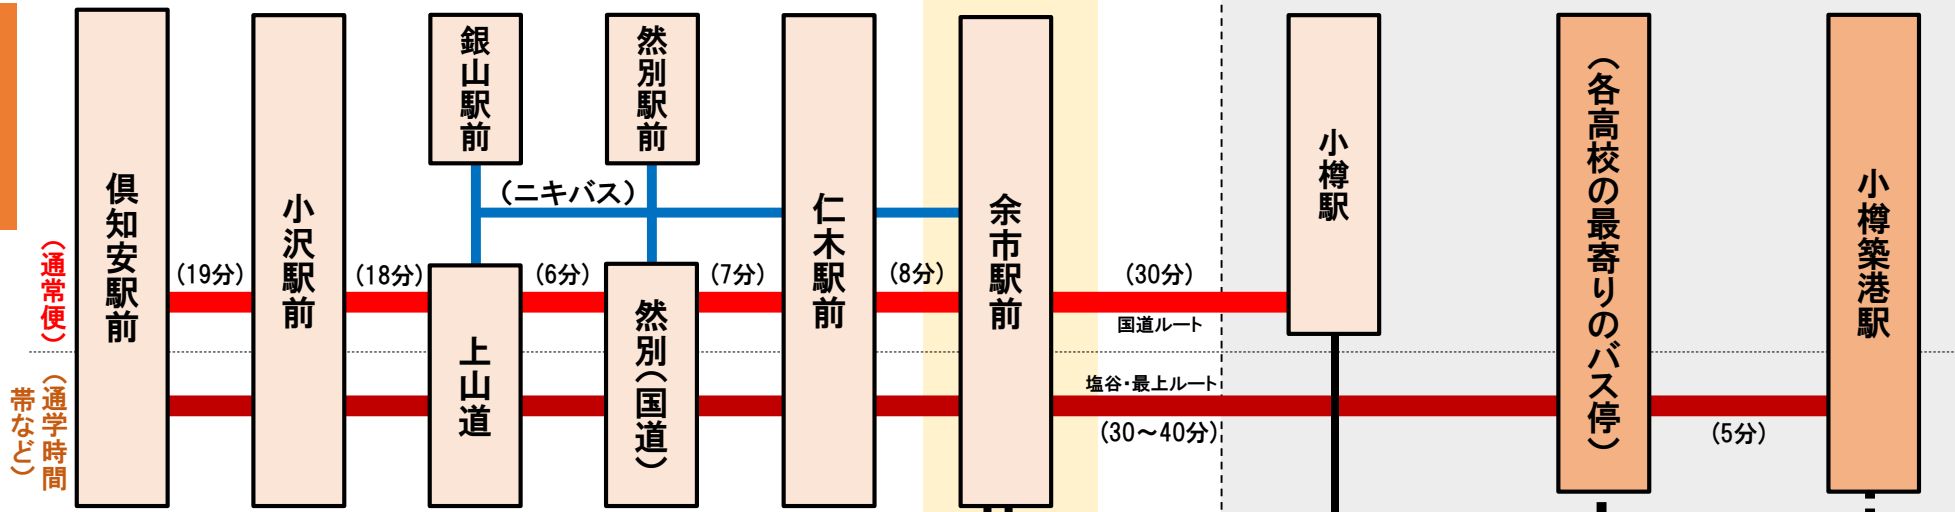 倶知安駅前
小沢駅前
銀山駅前
然別駅前
上山道
然別(国道)
仁木駅前
余市駅前
小樽駅
(各高校の最寄りのバス停)
小樽築港駅
(ニキバス)
(通常便)
(19分)
(18分)
(6分)
(7分)
(8分)
(30分)
国道ルート
(通学時間
帯など)
塩谷・最上ルート
(30～40分)
(5分)